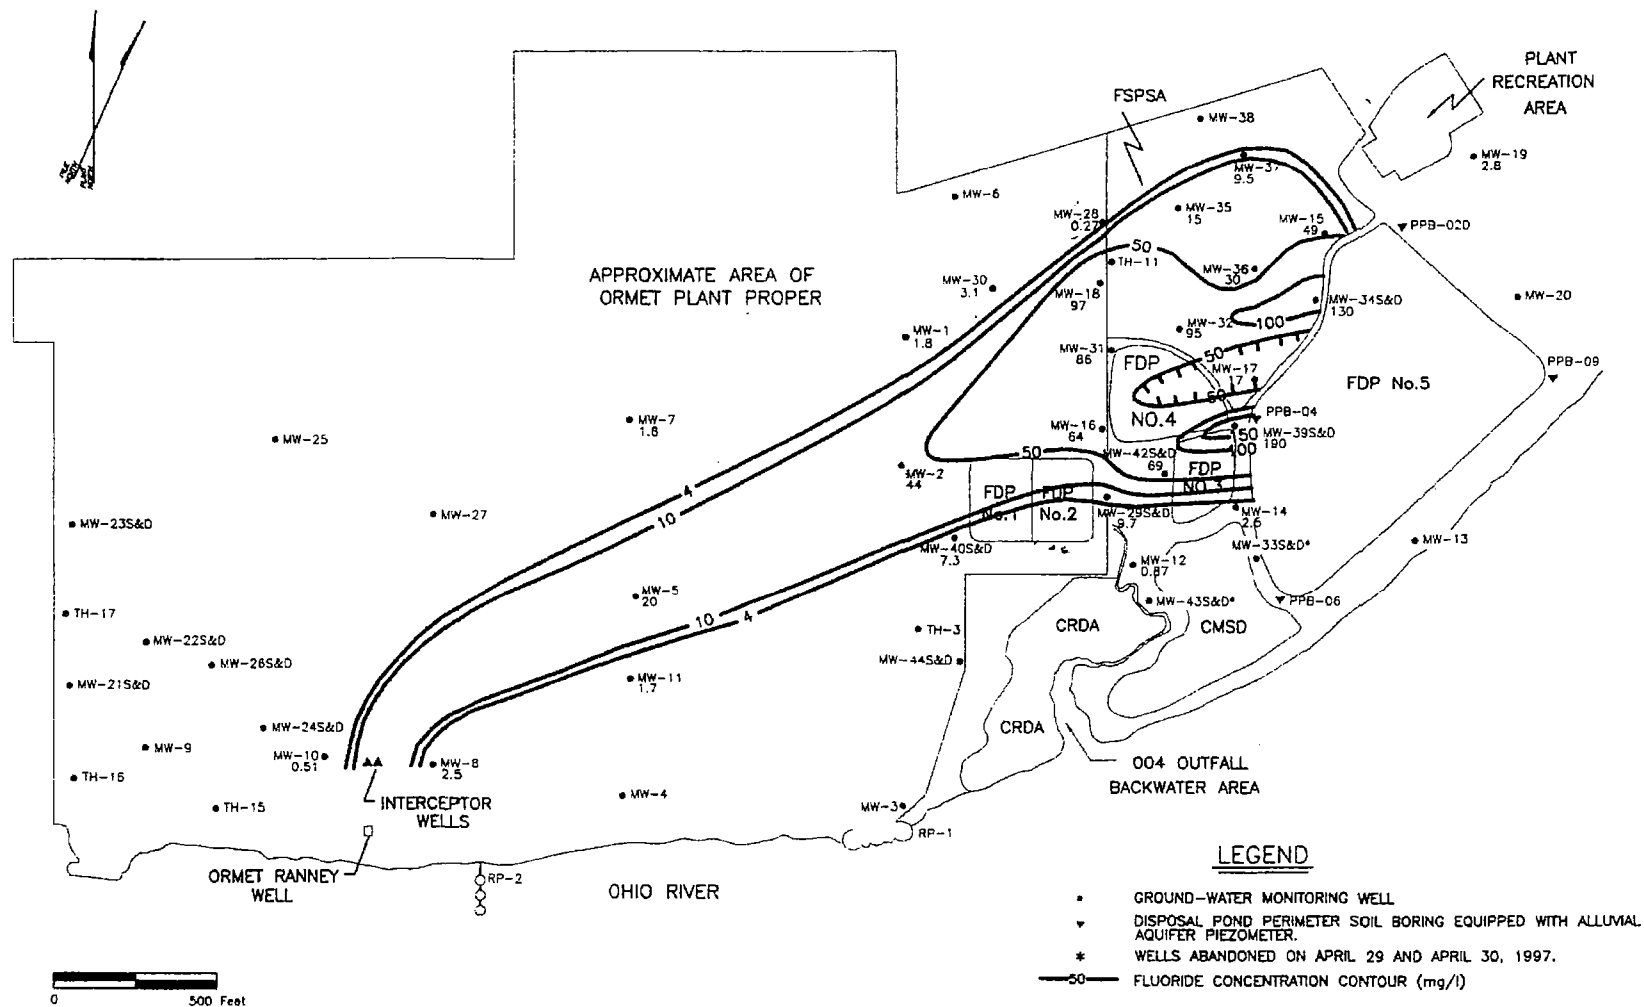 PLANT
RECREATION
AREA
FSPSA
MW-38
MW-19
2.8
MW-37
9.5
MW-6
MW-35
15
MW-28
0.27
MW-15
49
PPB-02D
50
TH-11
APPROXIMATE AREA OF
ORMET PLANT PROPER
MW-30
3.1
MW-18
97
MW-36
30
MW-20
MW-34S&D
130
100
MW-32
95
MW-1
1.8
MW-31
86
FDP
NO.4
50
MW-17
17
50
PPB-09
FDP No.5
MW-7
1.8
MW-25
MW-16
64
PPB-04
MW-39S&D
190
50
100
MW-42S&D
69
50
MW-2
44
FDP
NO.3
FDP
No.1
FDP
No.2
4
10
MW-27
MW-23S&D
MW-29S&D
9.7
MW-14
2.6
MW-40S&D
7.3
MW-33S&D*
MW-13
MW-12
0.87
MW-5
20
MW-43S&D*
PPB-06
TH-17
10
4
TH-3
CRDA
CMSD
MW-22S&D
MW-26S&D
MW-44S&D
MW-21S&D
MW-11
1.7
MW-24S&D
CRDA
MW-9
MW-10
0.51
MW-8
2.5
TH-16
004 OUTFALL
BACKWATER AREA
INTERCEPTOR
WELLS
MW-4
MW-3
TH-15
RP-1
ORMET RANNEY
WELL
RP-2
OHIO RIVER
LEGEND
GROUND-WATER MONITORING WELL
DISPOSAL POND PERIMETER SOIL BORING EQUIPPED WITH ALLUVIAL
AQUIFER PIEZOMETER.
* WELLS ABANDONED ON APRIL 29 AND APRIL 30, 1997.
50 FLUORIDE CONCENTRATION CONTOUR (mg/l)
0 500 Feet